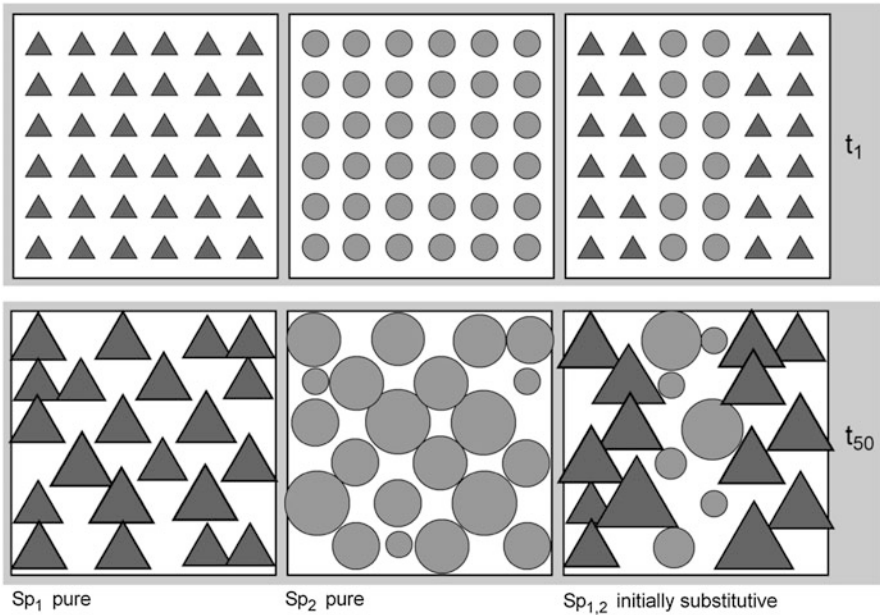 t₁
t₅₀
Sp₁ pure
Sp₂ pure
Sp₁,₂ initially substitutive